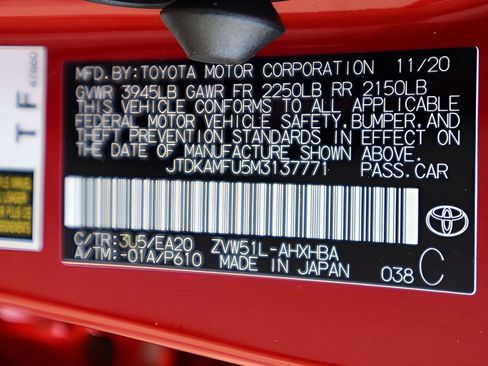 MFD.BY:TOYOTA MOTOR CORPORATION 11/20
GVWR 3945LB GAWR FR 2250LB RR 2150LB
THIS VEHICLE CONFORMS TO ALL APPLICABLE
FEDERAL MOTOR VEHICLE SAFETY,BUMPER,AND
THEFT PREVENTION STANDARDS IN EFFECT ON
THE DATE OF MANUFACTURE SHOWN ABOVE.
JTDKAMFU5M3137771 PASS.CAR
C/TR:3U5/EA20 ZVW51L-AHXHBA
A/TM:-01A/P610 MADE IN JAPAN 038 C
TF
47060